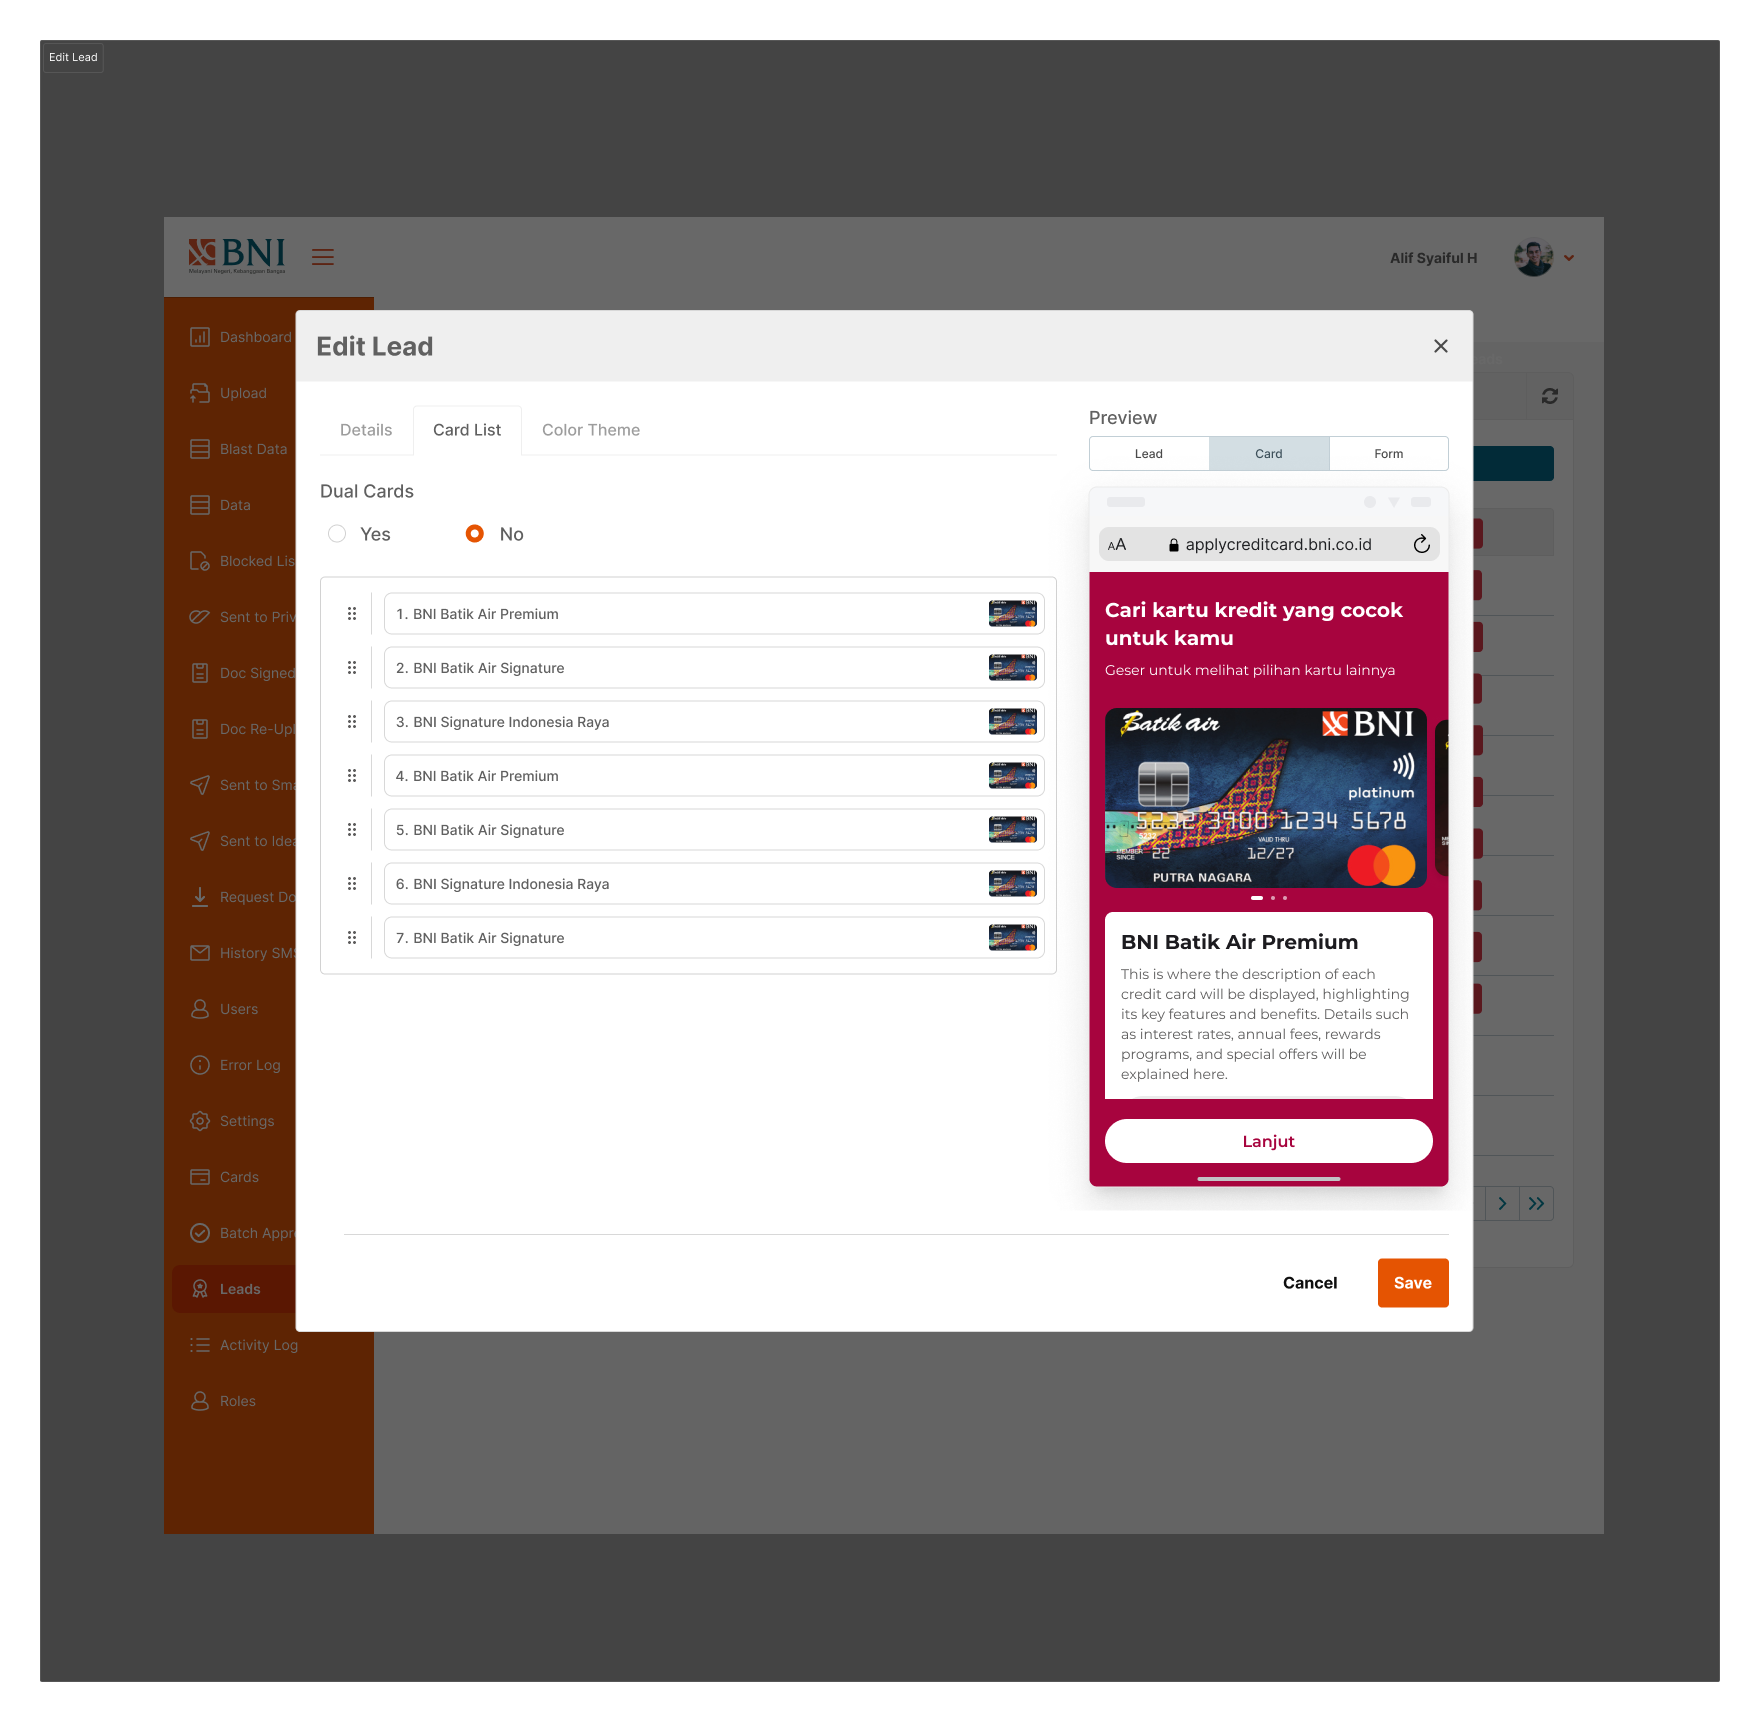 Edit Lead
BNI
Melayani Negeri, Kebanggaan Bangsa
Alif Syaiful H
Dashboard
Upload
Blast Data
Data
Blocked Lis
Sent to Priv
Doc Signed
Doc Re-Upl
Sent to Sma
Sent to Idea
Request Do
History SMS
Users
Error Log
Settings
Cards
Batch Appr
Leads
Activity Log
Roles
Edit Lead
Details
Card List
Color Theme
Dual Cards
Yes
No
1. BNI Batik Air Premium
2. BNI Batik Air Signature
3. BNI Signature Indonesia Raya
4. BNI Batik Air Premium
5. BNI Batik Air Signature
6. BNI Signature Indonesia Raya
7. BNI Batik Air Signature
Preview
Lead
Card
Form
AA
applycreditcard.bni.co.id
Cari kartu kredit yang cocok
untuk kamu
Geser untuk melihat pilihan kartu lainnya
Batik air
BNI
platinum
5232 3900 1234 5678
5232
VALID THRU
MEMBER
SINCE
22
12/27
PUTRA NAGARA
BNI Batik Air Premium
This is where the description of each
credit card will be displayed, highlighting
its key features and benefits. Details such
as interest rates, annual fees, rewards
programs, and special offers will be
explained here.
Lanjut
Cancel
Save